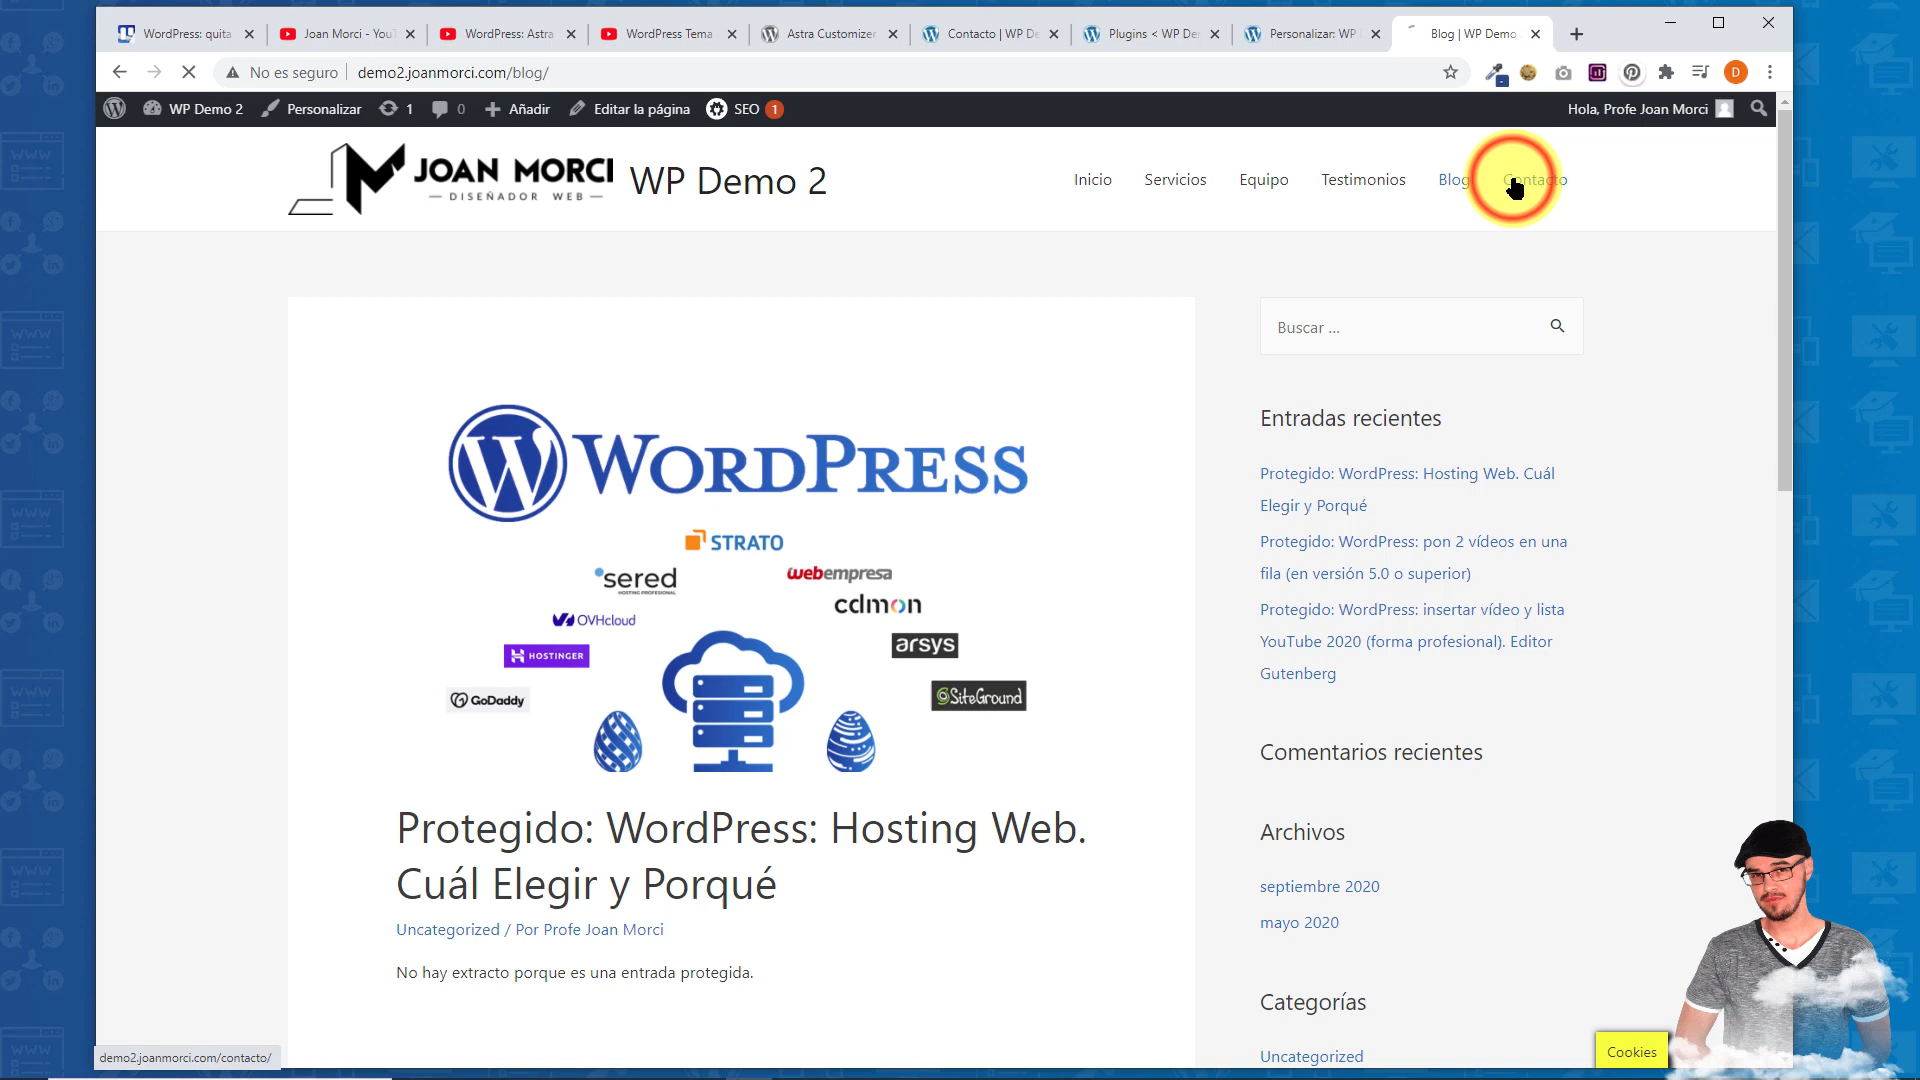 WordPress: quita
Joan Morci - YouT
WordPress: Astra
WordPress Tema
Astra Customizer
Contacto | WP De
Plugins < WP De
Personalizar: WP
Blog | WP Demo
No es seguro
demo2.joanmorci.com/blog/
WP Demo 2
Personalizar
1
0
Añadir
Editar la página
SEO
1
Hola, Profe Joan Morci
JOAN MORCI
DISEÑADOR WEB
WP Demo 2
Inicio
Servicios
Equipo
Testimonios
Blog
Contacto
Buscar ...
WORDPRESS
STRATO
sered
HOSTING PROFESIONAL
webempresa
cdmon
OVHcloud
arsys
HOSTINGER
GoDaddy
SiteGround
Protegido: WordPress: Hosting Web.
Cuál Elegir y Porqué
Uncategorized / Por Profe Joan Morci
No hay extracto porque es una entrada protegida.
Entradas recientes
Protegido: WordPress: Hosting Web. Cuál
Elegir y Porqué
Protegido: WordPress: pon 2 vídeos en una
fila (en versión 5.0 o superior)
Protegido: WordPress: insertar vídeo y lista
YouTube 2020 (forma profesional). Editor
Gutenberg
Comentarios recientes
Archivos
septiembre 2020
mayo 2020
Categorías
Uncategorized
Cookies
demo2.joanmorci.com/contacto/